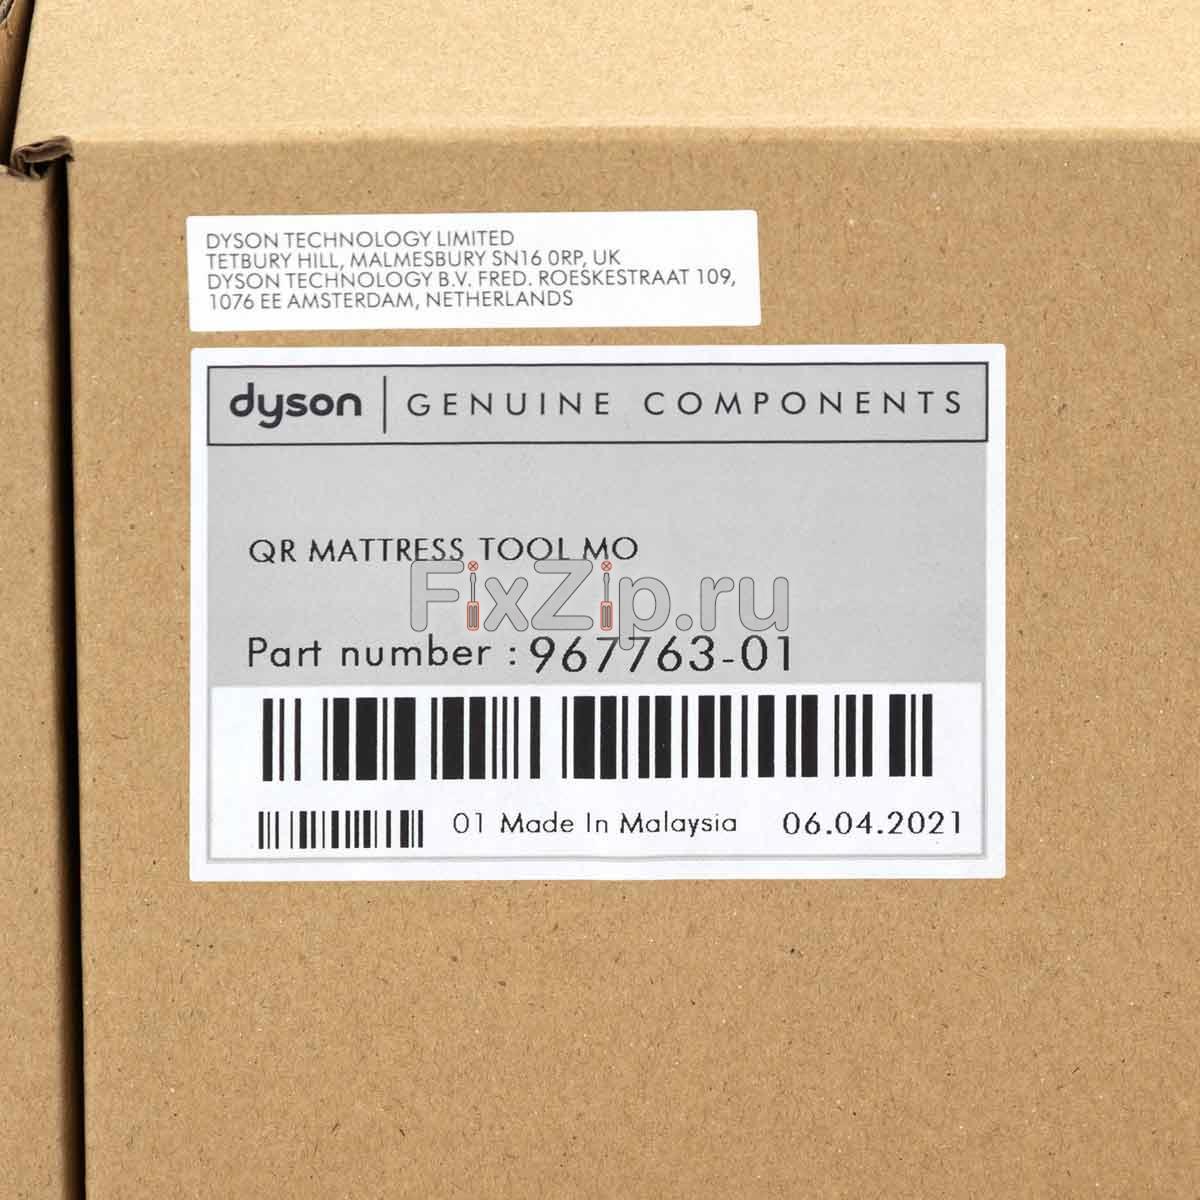 DYSON TECHNOLOGY LIMITED
TETBURY HILL, MALMESBURY SN16 0RP, UK
DYSON TECHNOLOGY B.V. FRED. ROESKESTRAAT 109,
1076 EE AMSTERDAM, NETHERLANDS
dyson GENUINE COMPONENTS
QR MATTRESS TOOL MO
FixZip.ru
Part number : 967763-01
01 Made In Malaysia 06.04.2021